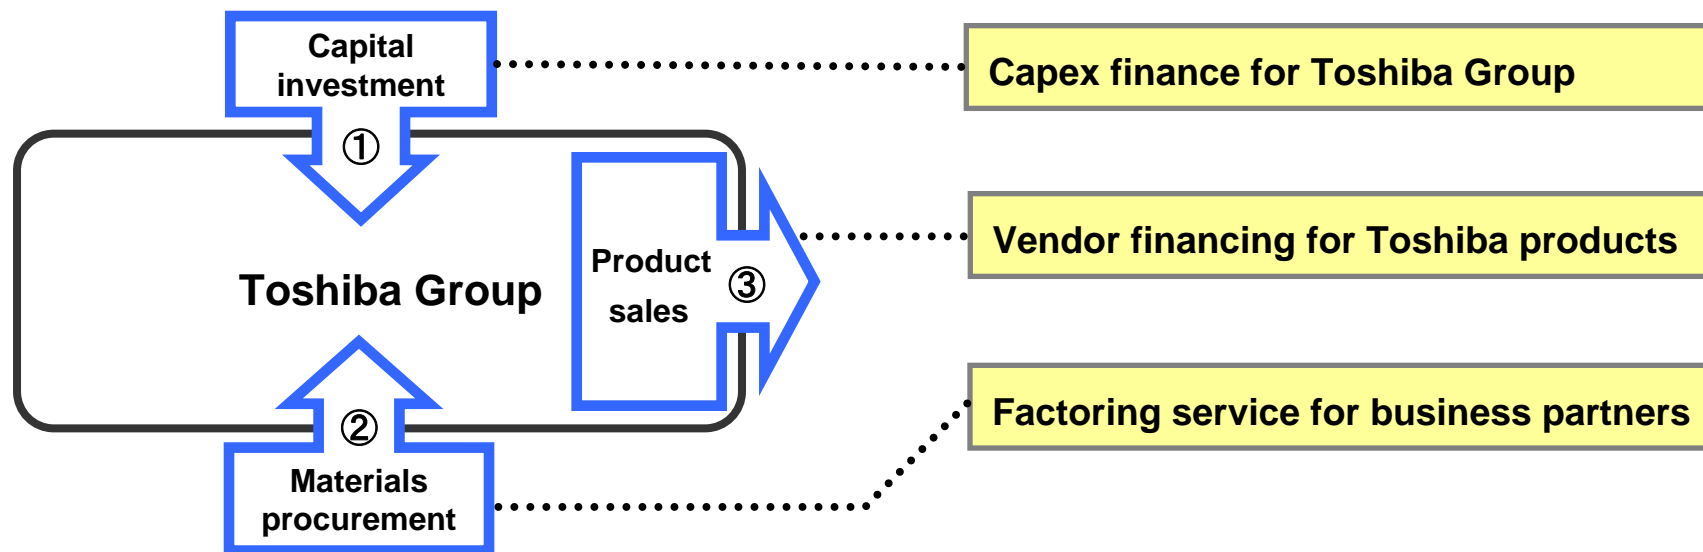 Capital
investment
Capex finance for Toshiba Group
①
Toshiba Group
Product
sales
③
Vendor financing for Toshiba products
②
Materials
procurement
Factoring service for business partners